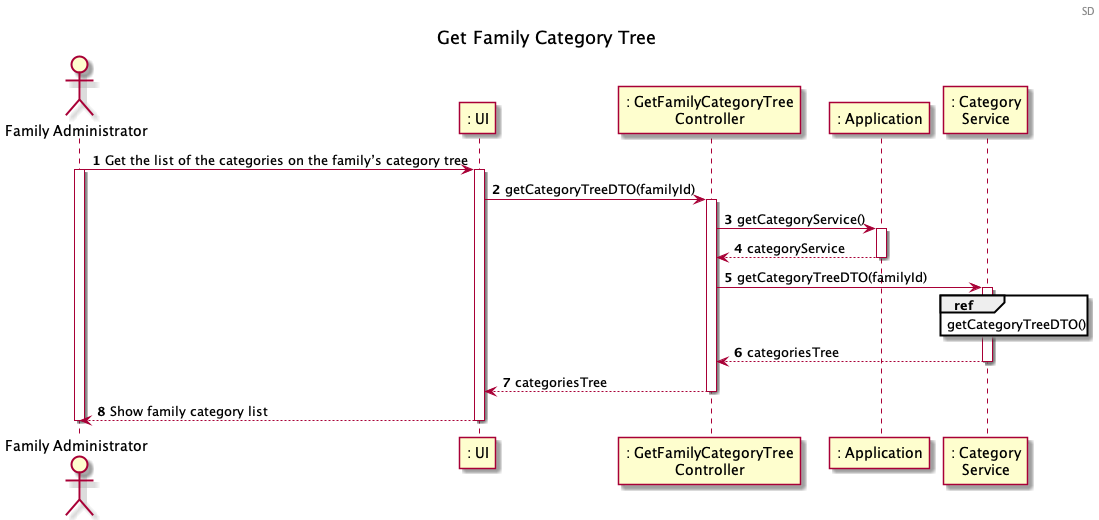 SD
Get Family Category Tree
Family Administrator
: UI
: GetFamilyCategoryTree
Controller
: Application
: Category
Service
1 Get the list of the categories on the family's category tree
2 getCategoryTreeDTO(familyId)
3 getCategoryService()
4 categoryService
5 getCategoryTreeDTO(familyId)
ref
getCategoryTreeDTO()
6 categoriesTree
7 categoriesTree
8 Show family category list
Family Administrator
: UI
: GetFamilyCategoryTree
Controller
: Application
: Category
Service